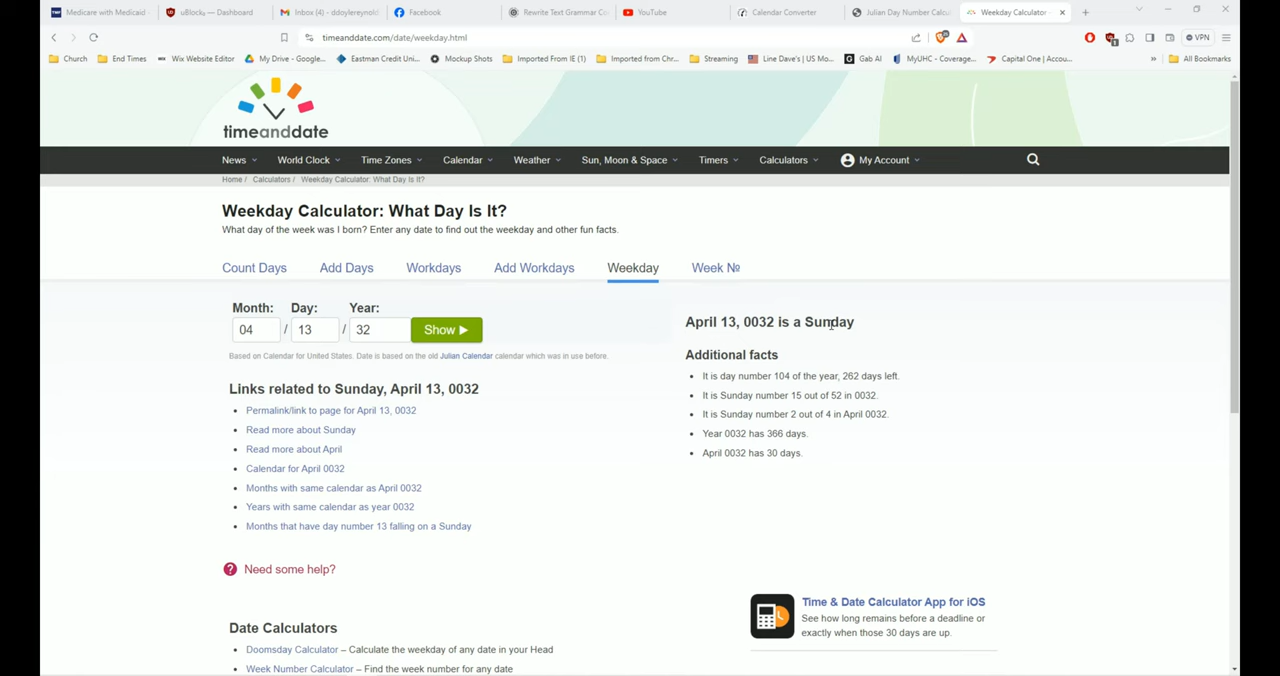 Medicare with Medicaid
uBlock₀ — Dashboard
Inbox (4) - ddoylereynold
Facebook
Rewrite Text Grammar Co
YouTube
Calendar Converter
Julian Day Number Calcu
Weekday Calculator
timeanddate.com/date/weekday.html
VPN
Church
End Times
Wix Website Editor
My Drive - Google...
Eastman Credit Uni...
Mockup Shots
Imported From IE (1)
Imported from Chr...
Streaming
Line Dave's | US Mo...
Gab AI
MyUHC - Coverage...
Capital One | Accou...
All Bookmarks
timeanddate
News
World Clock
Time Zones
Calendar
Weather
Sun, Moon & Space
Timers
Calculators
My Account
Home / Calculators / Weekday Calculator: What Day Is It?
Weekday Calculator: What Day Is It?
What day of the week was I born? Enter any date to find out the weekday and other fun facts.
Count Days
Add Days
Workdays
Add Workdays
Weekday
Week №
Month: Day: Year:
04 / 13 / 32 Show
Based on Calendar for United States. Date is based on the old Julian Calendar calendar which was in use before.
Links related to Sunday, April 13, 0032
Permalink/link to page for April 13, 0032
Read more about Sunday
Read more about April
Calendar for April 0032
Months with same calendar as April 0032
Years with same calendar as year 0032
Months that have day number 13 falling on a Sunday
Need some help?
April 13, 0032 is a Sunday
Additional facts
It is day number 104 of the year, 262 days left.
It is Sunday number 15 out of 52 in 0032.
It is Sunday number 2 out of 4 in April 0032.
Year 0032 has 366 days.
April 0032 has 30 days.
Time & Date Calculator App for iOS
See how long remains before a deadline or
exactly when those 30 days are up.
Date Calculators
Doomsday Calculator – Calculate the weekday of any date in your Head
Week Number Calculator – Find the week number for any date